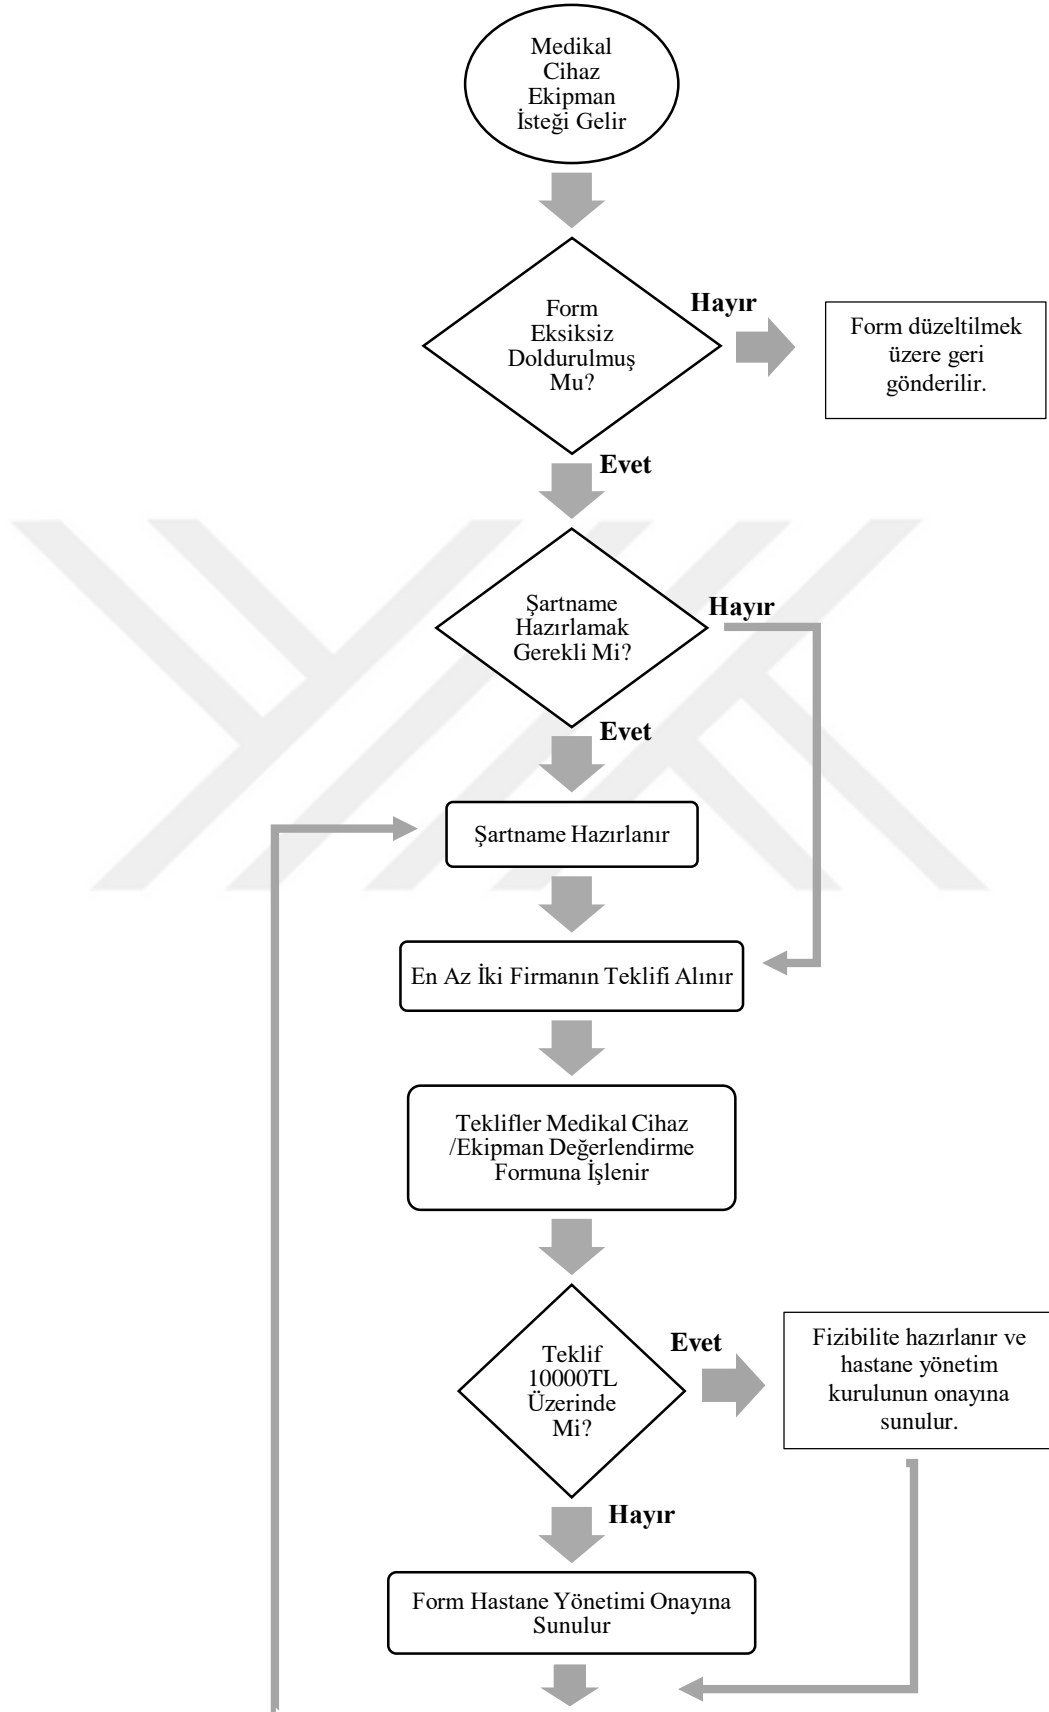 Medikal
Cihaz
Ekipman
İsteği Gelir
Form
Eksiksiz
Doldurulmuş
Mu?
Hayır
Form düzeltilmek
üzere geri
gönderilir.
Evet
Şartname
Hazırlamak
Gerekli Mi?
Hayır
Evet
Şartname Hazırlanır
En Az İki Firmanın Teklifi Alınır
Teklifler Medikal Cihaz
/Ekipman Değerlendirme
Formuna İşlenir
Teklif
10000TL
Üzerinde
Mi?
Evet
Fizibilite hazırlanır ve
hastane yönetim
kurulunun onayına
sunulur.
Hayır
Form Hastane Yönetimi Onayına
Sunulur